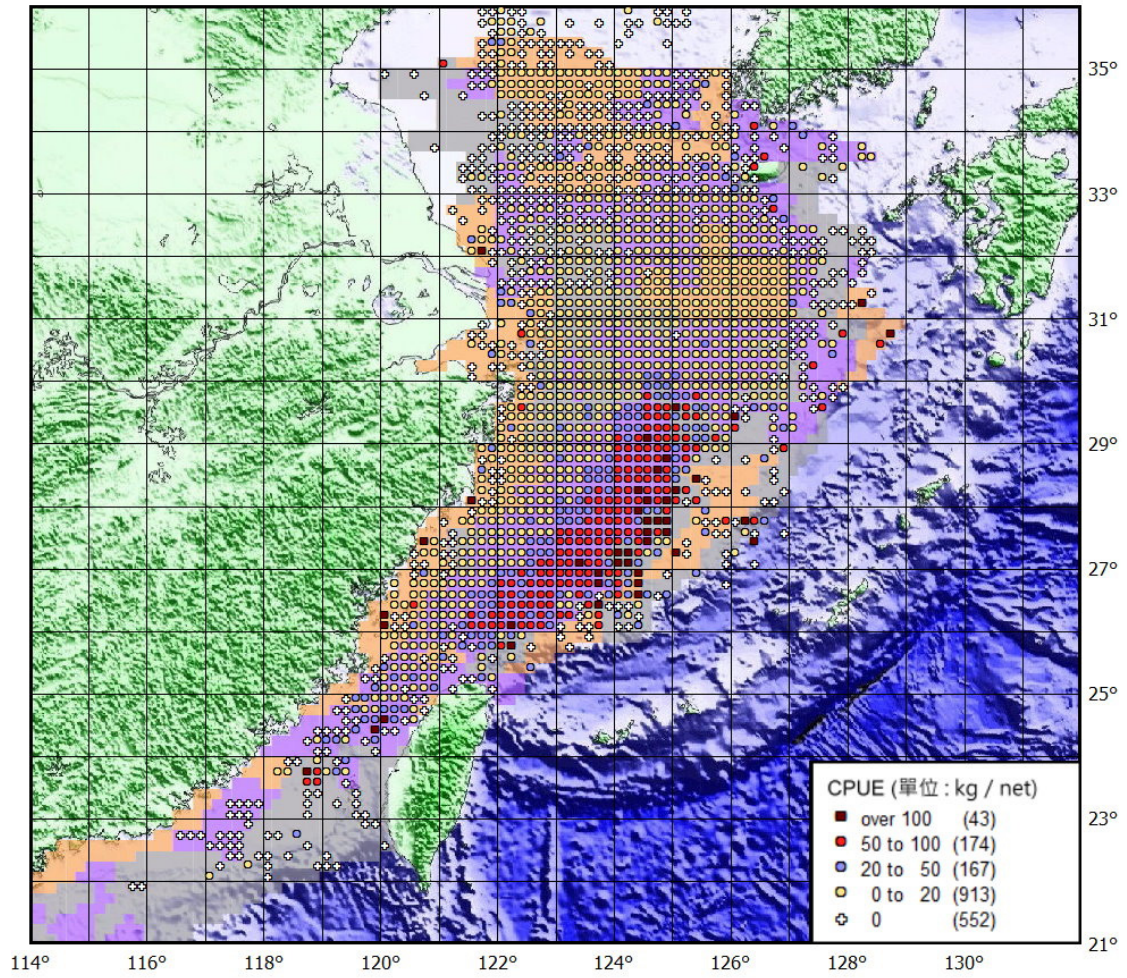 35°
33°
31°
29°
27°
25°
23°
21°
CPUE (單位 : kg / net)
over 100 (43)
50 to 100 (174)
20 to 50 (167)
0 to 20 (913)
0 (552)
114° 116° 118° 120° 122° 124° 126° 128° 130°